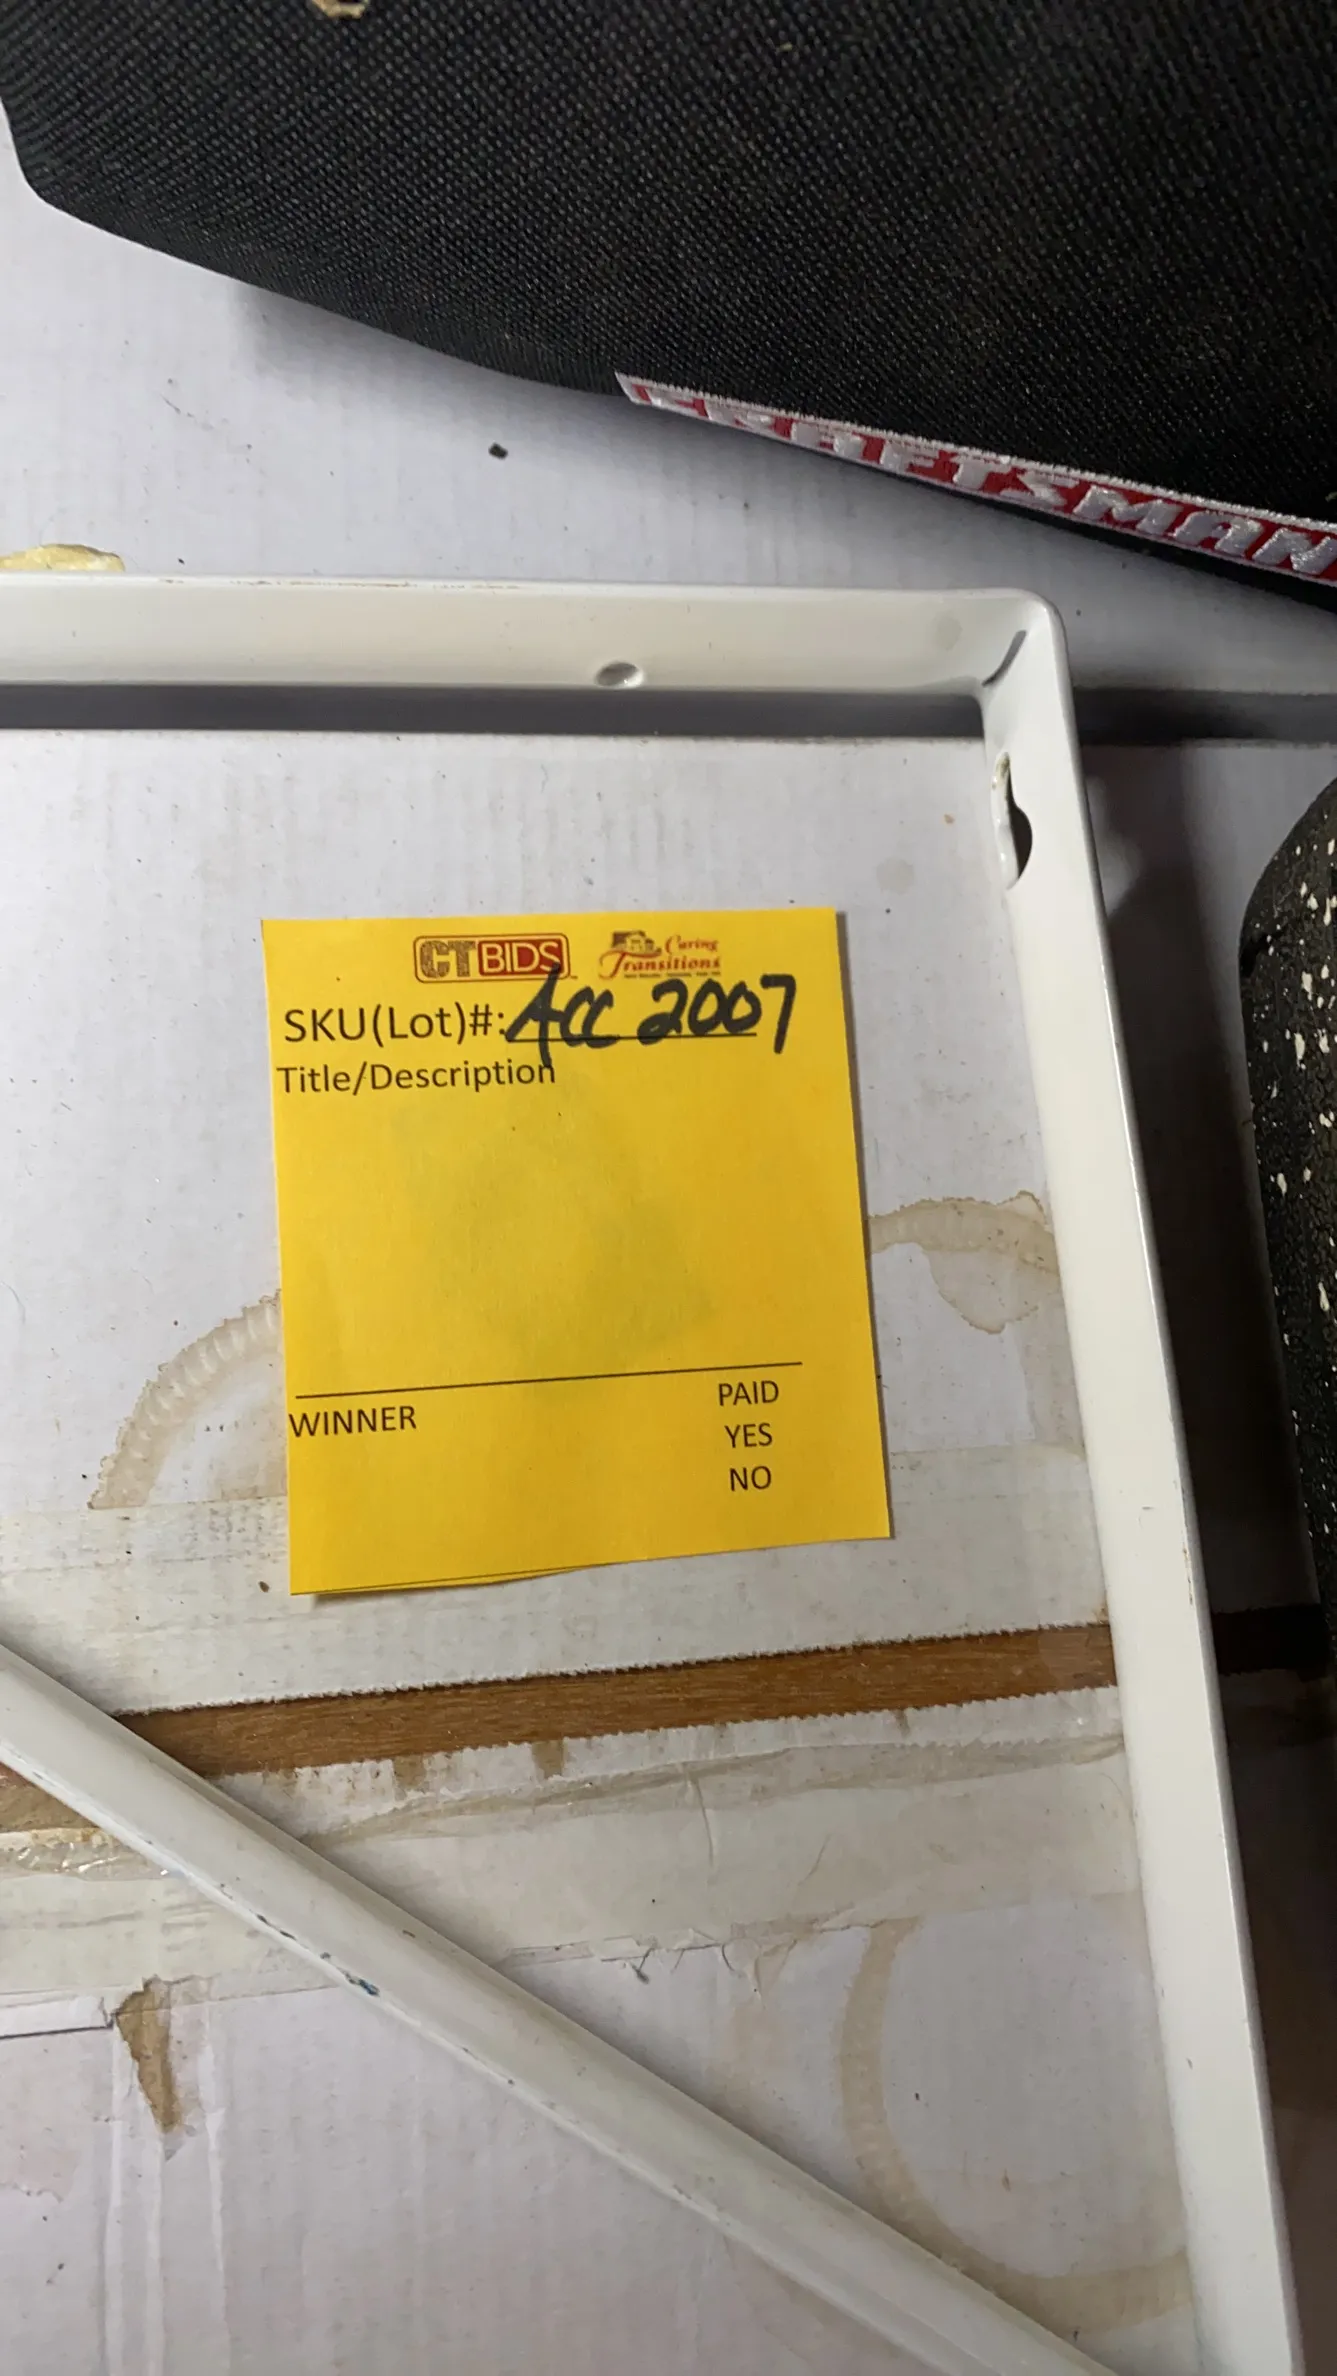 CRAFTSMAN
CTBIDS Caring Transitions
SKU(Lot)#: ACC 2007
Title/Description
WINNER PAID
YES
NO